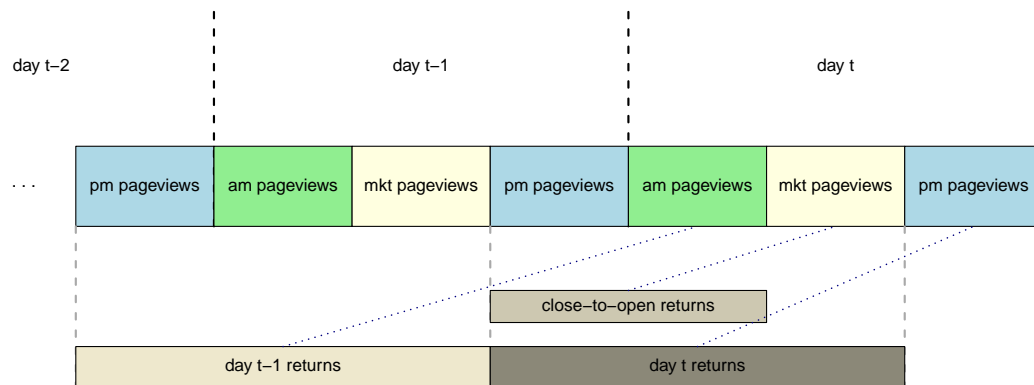 day t−2
day t−1
day t
· · ·
pm pageviews
am pageviews
mkt pageviews
pm pageviews
am pageviews
mkt pageviews
pm pageviews
close−to−open returns
day t−1 returns
day t returns